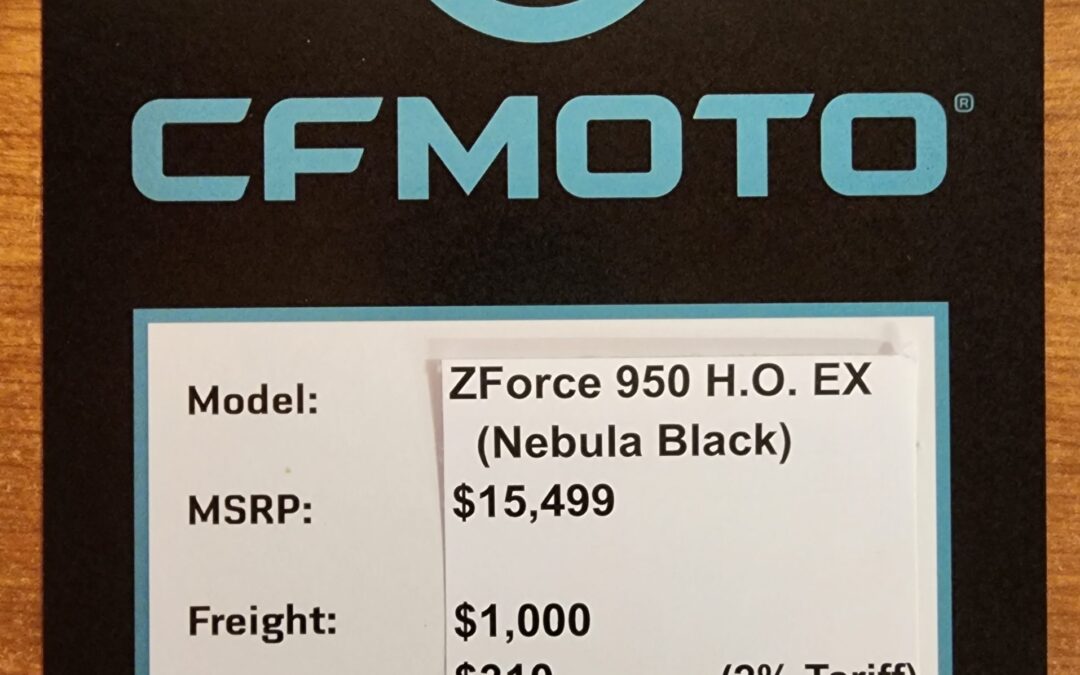 CFMOTO®
Model: ZForce 950 H.O. EX
(Nebula Black)
MSRP: $15,499
Freight: $1,000